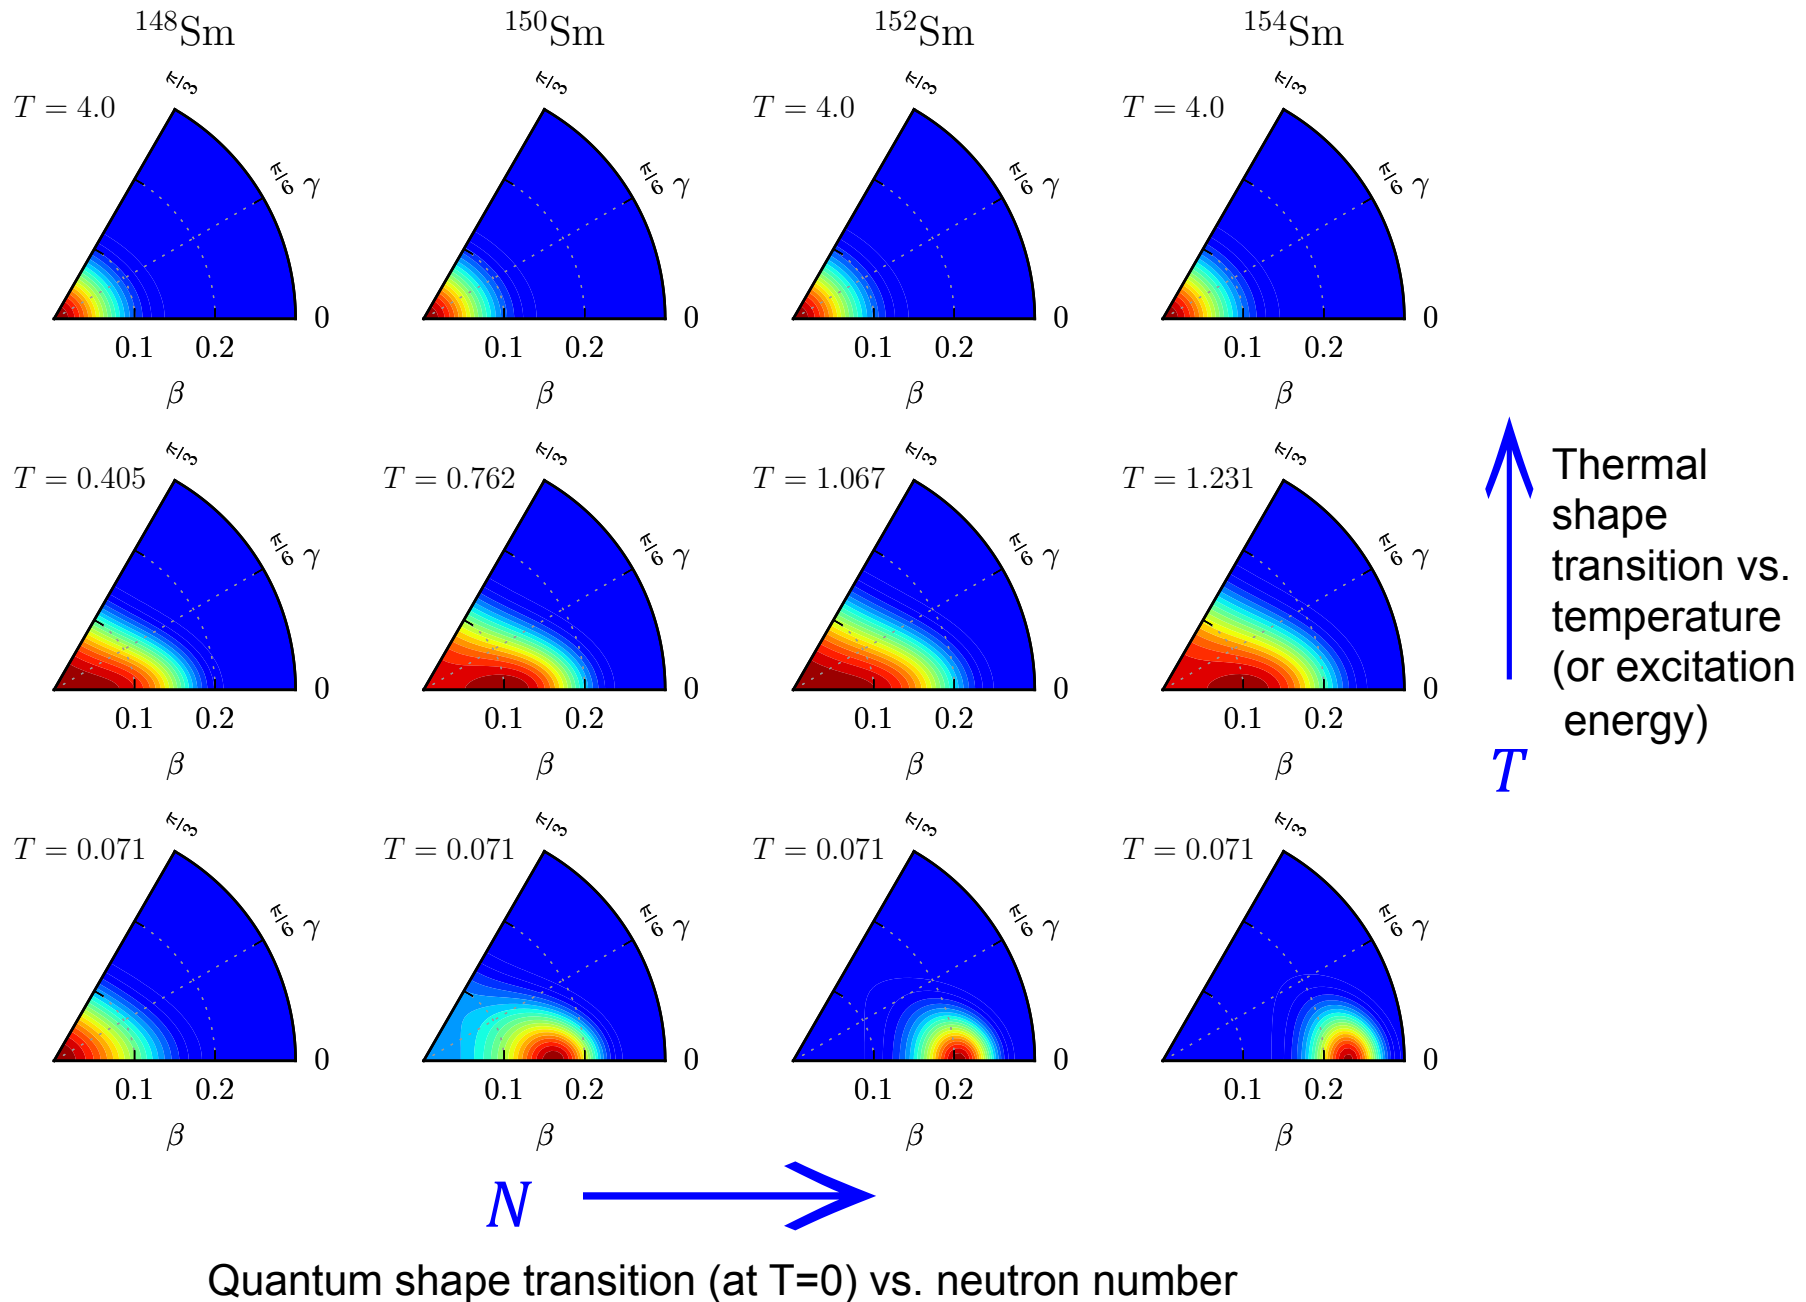 ¹⁴⁸Sm ¹⁵⁰Sm ¹⁵²Sm ¹⁵⁴Sm
π/3 π/3 π/3 π/3
T = 4.0 T = 4.0 T = 4.0
π/6 γ π/6 γ π/6 γ π/6 γ
0 0 0 0
0.1 0.2 0.1 0.2 0.1 0.2 0.1 0.2
β β β β
π/3 π/3 π/3 π/3
T = 0.405 T = 0.762 T = 1.067 T = 1.231
π/6 γ π/6 γ π/6 γ π/6 γ
0 0 0 0
0.1 0.2 0.1 0.2 0.1 0.2 0.1 0.2
β β β β
Thermal
shape
transition vs.
temperature
(or excitation
energy)
T
π/3 π/3 π/3 π/3
T = 0.071 T = 0.071 T = 0.071 T = 0.071
π/6 γ π/6 γ π/6 γ π/6 γ
0 0 0 0
0.1 0.2 0.1 0.2 0.1 0.2 0.1 0.2
β β β β
N
Quantum shape transition (at T=0) vs. neutron number